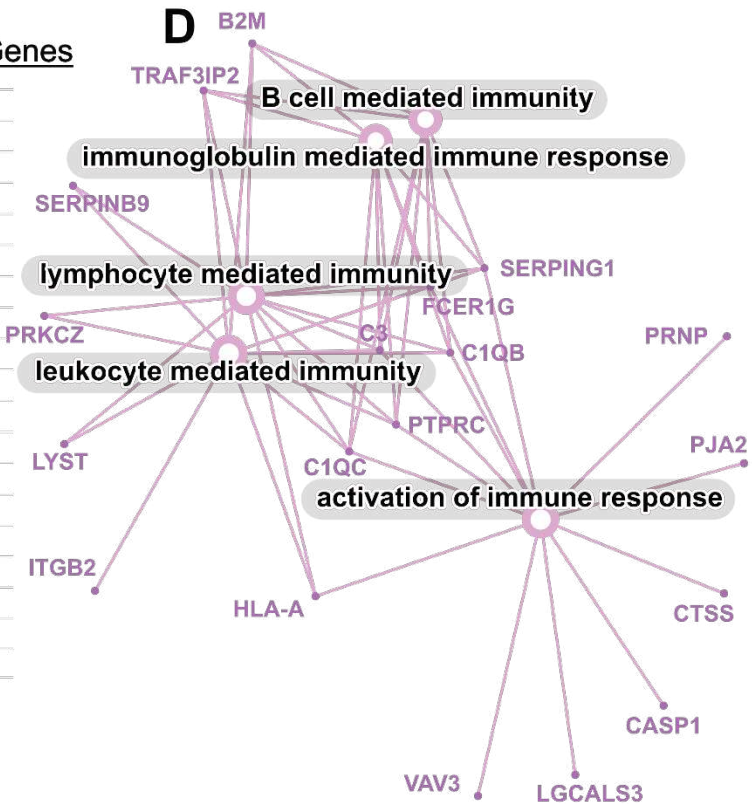 D
B2M
Genes
TRAF3IP2
B cell mediated immunity
immunoglobulin mediated immune response
SERPINB9
SERPING1
lymphocyte mediated immunity
FCER1G
PRKCZ
C3
C1QB
PRNP
leukocyte mediated immunity
PTPRC
PJA2
LYST
C1QC
activation of immune response
ITGB2
HLA-A
CTSS
CASP1
VAV3
LGCALS3